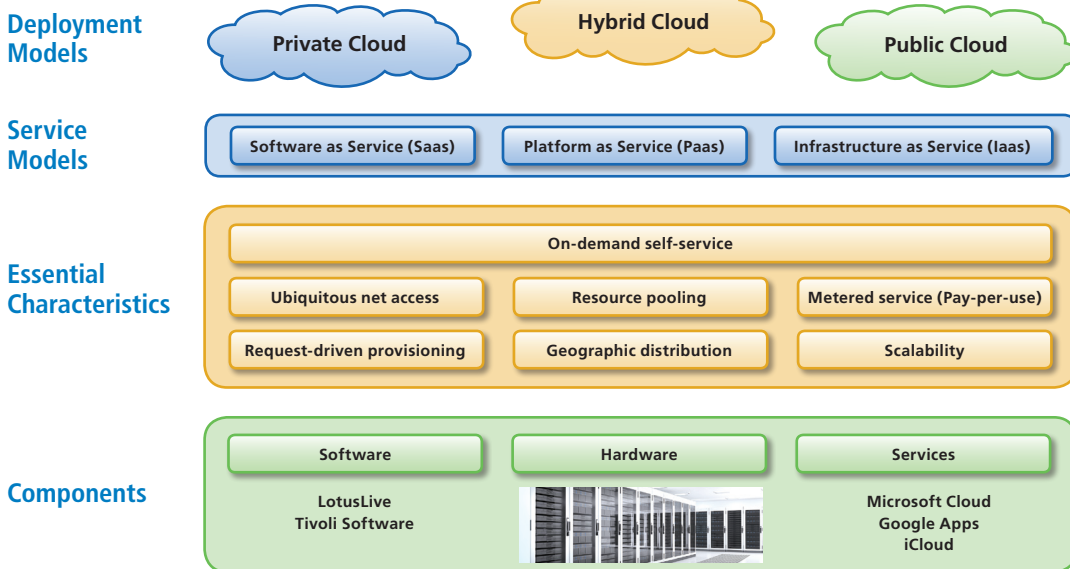 Deployment
Models
Private Cloud
Hybrid Cloud
Public Cloud
Service
Models
Software as Service (Saas)
Platform as Service (Paas)
Infrastructure as Service (Iaas)
Essential
Characteristics
On-demand self-service
Ubiquitous net access
Resource pooling
Metered service (Pay-per-use)
Request-driven provisioning
Geographic distribution
Scalability
Components
Software
Hardware
Services
LotusLive
Tivoli Software
Microsoft Cloud
Google Apps
iCloud